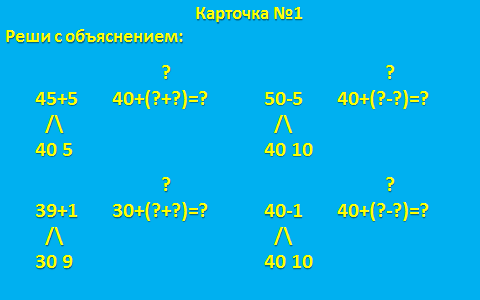 Карточка №1
Реши с объяснением:
? ?
45+5 40+(?+?)=? 50-5 40+(?-?)=?
/\ /\
40 5 40 10
? ?
39+1 30+(?+?)=? 40-1 40+(?-?)=?
/\ /\
30 9 40 10